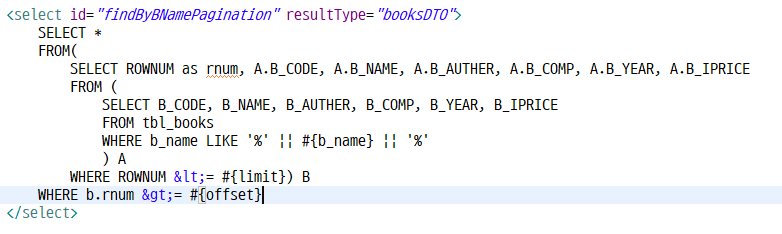 <select id="findByBNamePagination" resultType="booksDTO">
SELECT *
FROM(
SELECT ROWNUM as rnum, A.B_CODE, A.B_NAME, A.B_AUTHER, A.B_COMP, A.B_YEAR, A.B_IPRICE
FROM (
SELECT B_CODE, B_NAME, B_AUTHER, B_COMP, B_YEAR, B_IPRICE
FROM tbl_books
WHERE b_name LIKE '%' || #{b_name} || '%'
) A
WHERE ROWNUM &lt;= #{limit}) B
WHERE b.rnum &gt;= #{offset}
</select>